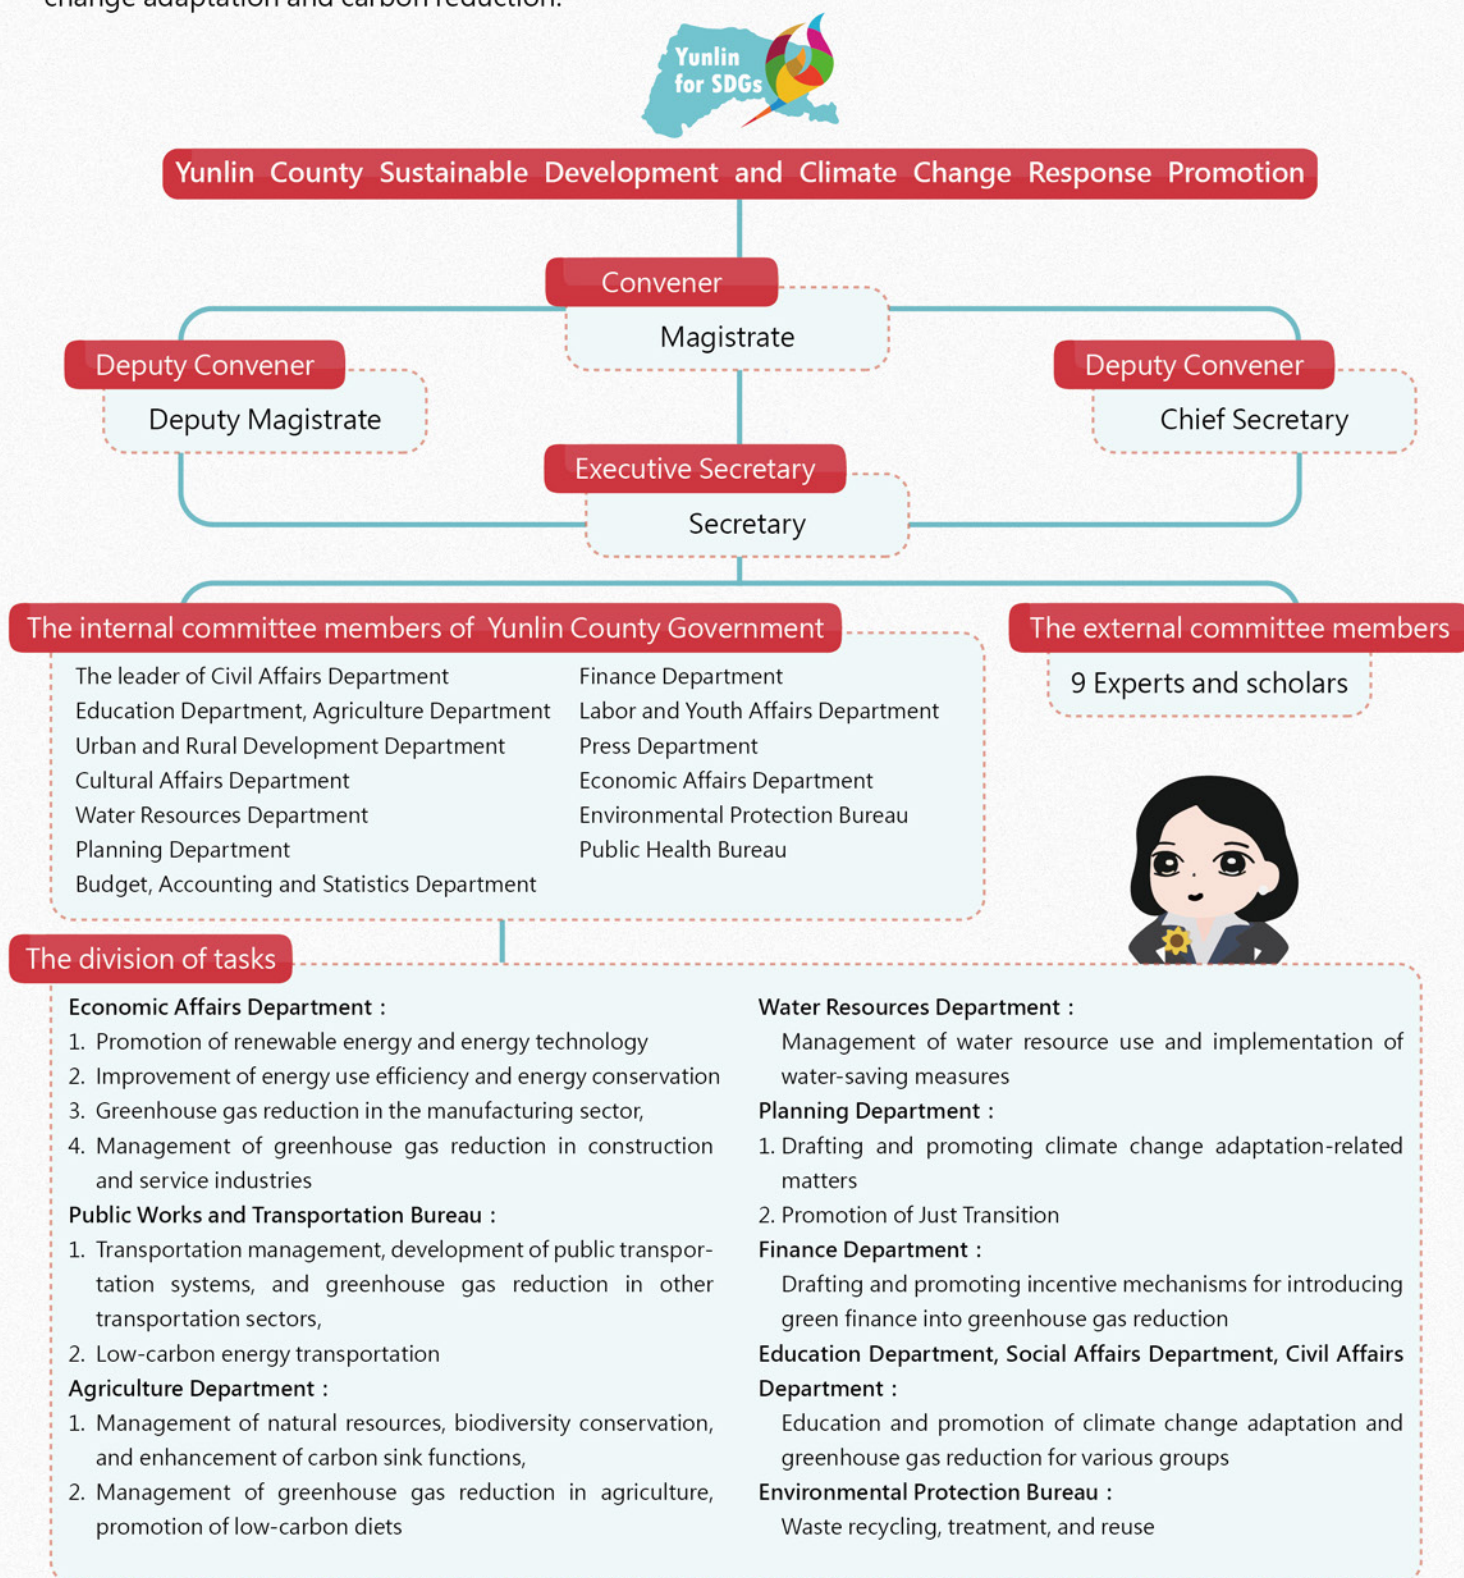 change adaptation and carbon reduction.
Yunlin
for SDGs
Yunlin County Sustainable Development and Climate Change Response Promotion
Convener
Magistrate
Deputy Convener
Deputy Magistrate
Deputy Convener
Chief Secretary
Executive Secretary
Secretary
The internal committee members of Yunlin County Government
The leader of Civil Affairs Department
Education Department, Agriculture Department
Urban and Rural Development Department
Cultural Affairs Department
Water Resources Department
Planning Department
Budget, Accounting and Statistics Department
Finance Department
Labor and Youth Affairs Department
Press Department
Economic Affairs Department
Environmental Protection Bureau
Public Health Bureau
The external committee members
9 Experts and scholars
The division of tasks
Economic Affairs Department :
1. Promotion of renewable energy and energy technology
2. Improvement of energy use efficiency and energy conservation
3. Greenhouse gas reduction in the manufacturing sector,
4. Management of greenhouse gas reduction in construction
and service industries
Public Works and Transportation Bureau :
1. Transportation management, development of public transpor-
tation systems, and greenhouse gas reduction in other
transportation sectors,
2. Low-carbon energy transportation
Agriculture Department :
1. Management of natural resources, biodiversity conservation,
and enhancement of carbon sink functions,
2. Management of greenhouse gas reduction in agriculture,
promotion of low-carbon diets
Water Resources Department :
Management of water resource use and implementation of
water-saving measures
Planning Department :
1. Drafting and promoting climate change adaptation-related
matters
2. Promotion of Just Transition
Finance Department :
Drafting and promoting incentive mechanisms for introducing
green finance into greenhouse gas reduction
Education Department, Social Affairs Department, Civil Affairs
Department :
Education and promotion of climate change adaptation and
greenhouse gas reduction for various groups
Environmental Protection Bureau :
Waste recycling, treatment, and reuse